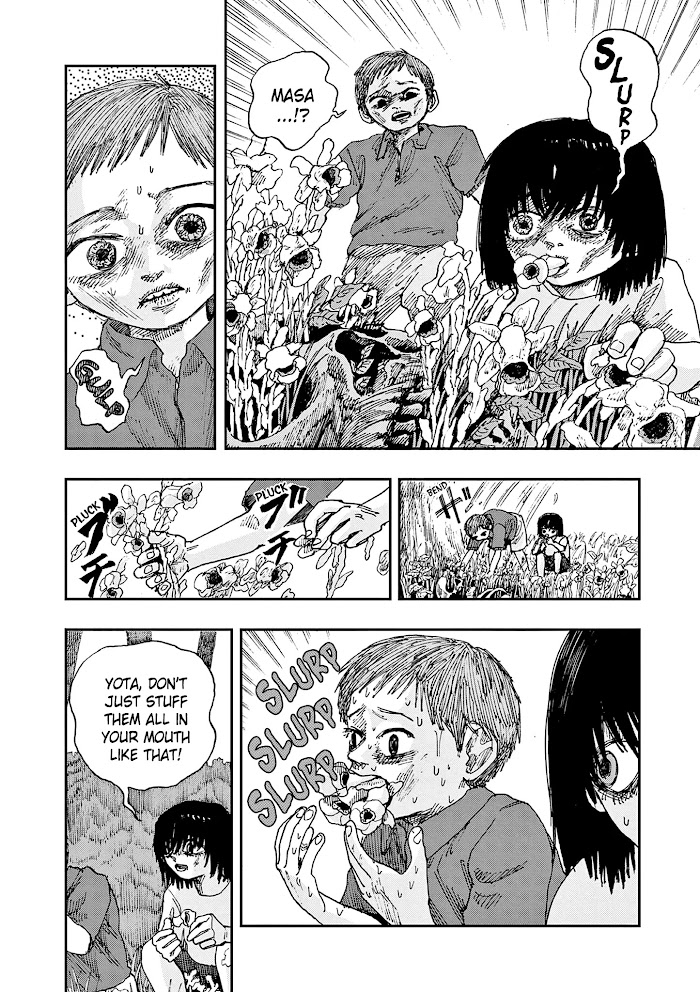 SLURP
MASA
...!?
GULP
BEND
ザ"
PLUCK
ブ
チ
PLUCK
ブ
チ
SLURP
SLURP
SLURP
YOTA, DON'T
JUST STUFF
THEM ALL IN
YOUR MOUTH
LIKE THAT!